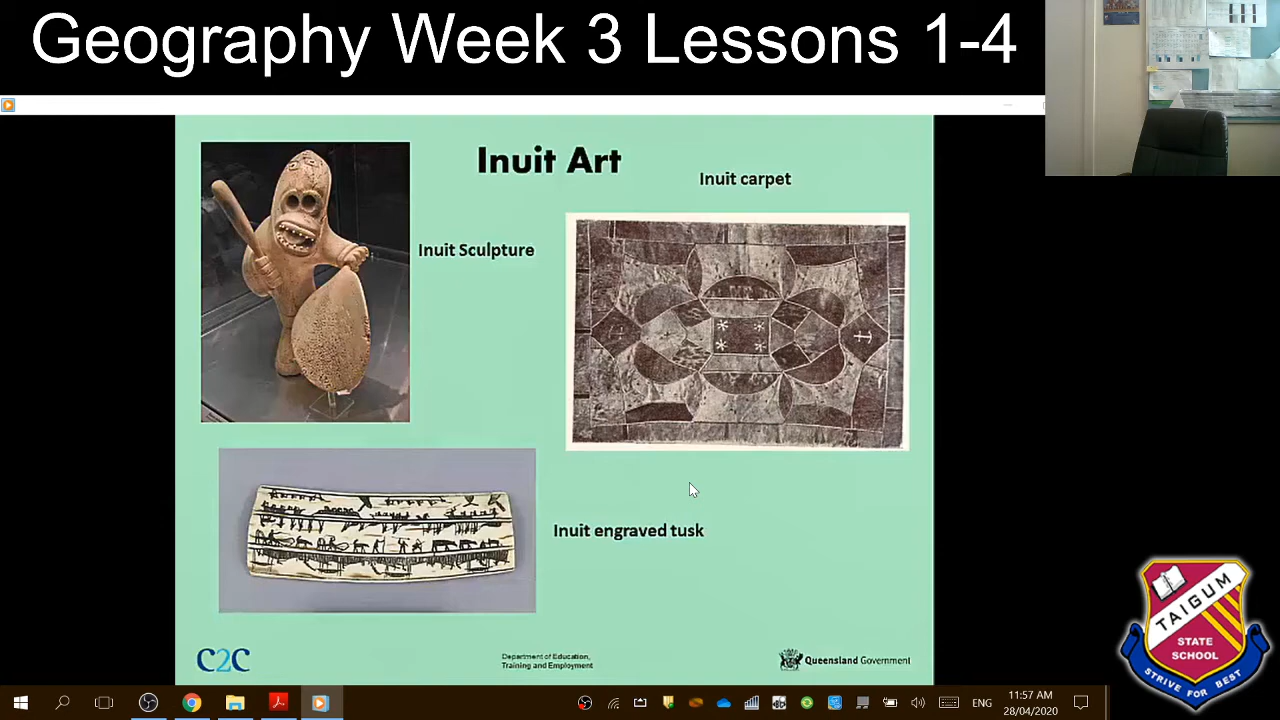 Geography Week 3 Lessons 1-4
Inuit Art
Inuit carpet
Inuit Sculpture
Inuit engraved tusk
C2C
Department of Education,
Training and Employment
Queensland Government
TAIGUM
STATE
SCHOOL
STRIVE FOR BEST
ENG
11:57 AM
28/04/2020